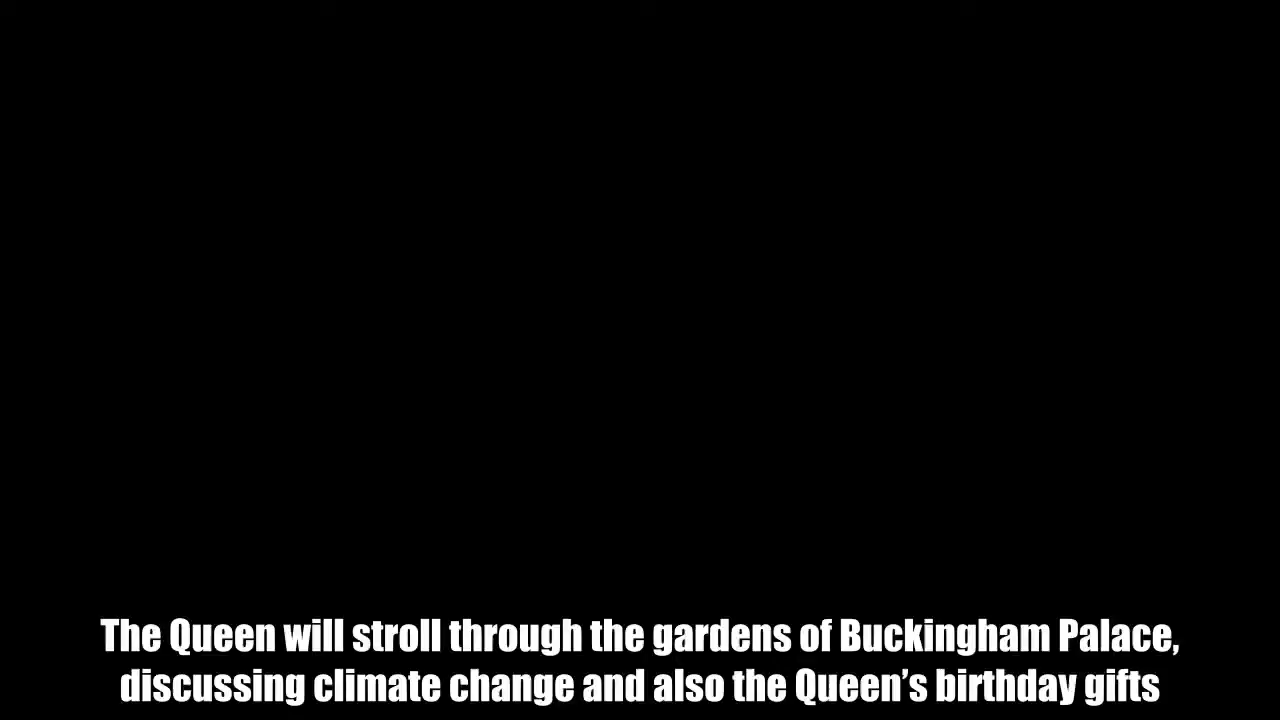 The Queen will stroll through the gardens of Buckingham Palace,
discussing climate change and also the Queen’s birthday gifts